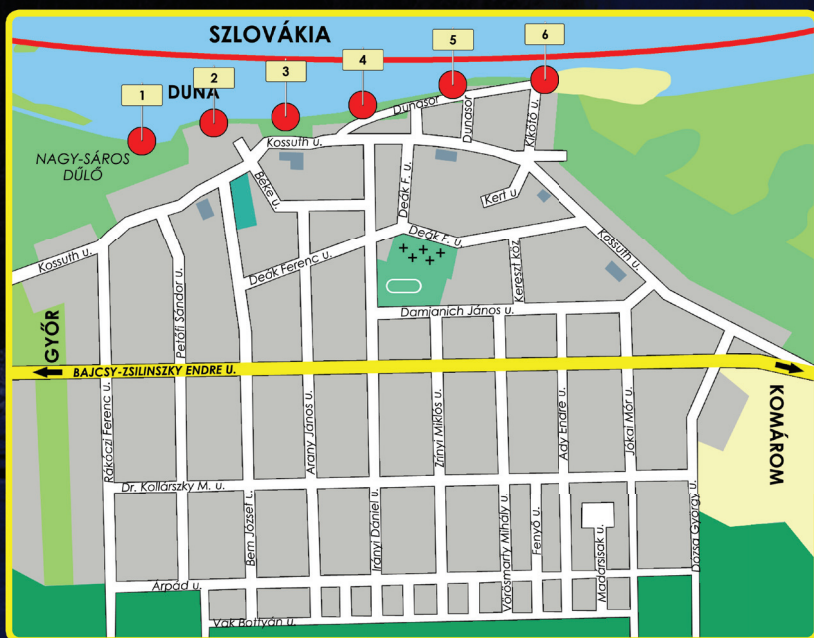 SZLOVÁKIA
1
2
3
4
5
6
DUNA
NAGY-SÁROS
DŰLŐ
Dunasor
Dunasor
Kikötő u.
Kossuth u.
Béke u.
Deák F. u.
Kert u
Kossuth u.
Deák F. u.
Kossuth u.
Deák Ferenc u.
Kereszt köz
Petőfi Sándor u.
Damjanich János u.
GYŐR
BAJCSY-ZSILINSZKY ENDRE U.
KOMÁROM
Rákóczi Ferenc u.
Arany János u.
Zrínyi Miklós u.
Ady Endre u.
Jókai Mór u.
Dr. Kollárszky M. u.
Bem József u.
Irányi Dániel u.
Vörösmarty Mihály u.
Fenyő u.
Madarsisak u.
Dózsa György u.
Árpád u.
Vak Bottyán u.